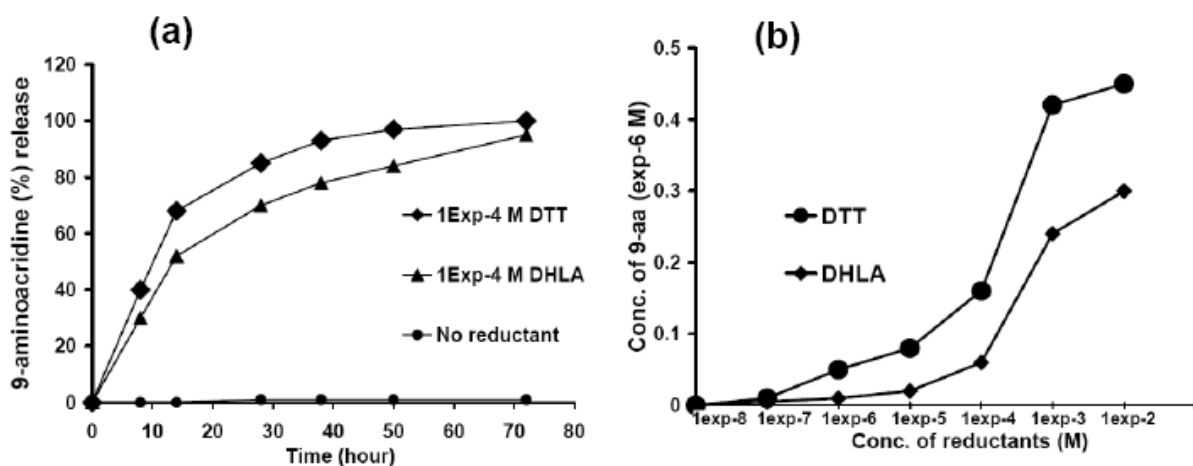 (a)
9-aminoacridine (%) release
120
100
80
60
40
20
0
0 10 20 30 40 50 60 70 80
Time (hour)
1Exp-4 M DTT
1Exp-4 M DHLA
No reductant
(b)
Conc. of 9-aa (exp-6 M)
0.5
0.4
0.3
0.2
0.1
0
1exp-8 1exp-7 1exp-6 1exp-5 1exp-4 1exp-3 1exp-2
Conc. of reductants (M)
DTT
DHLA